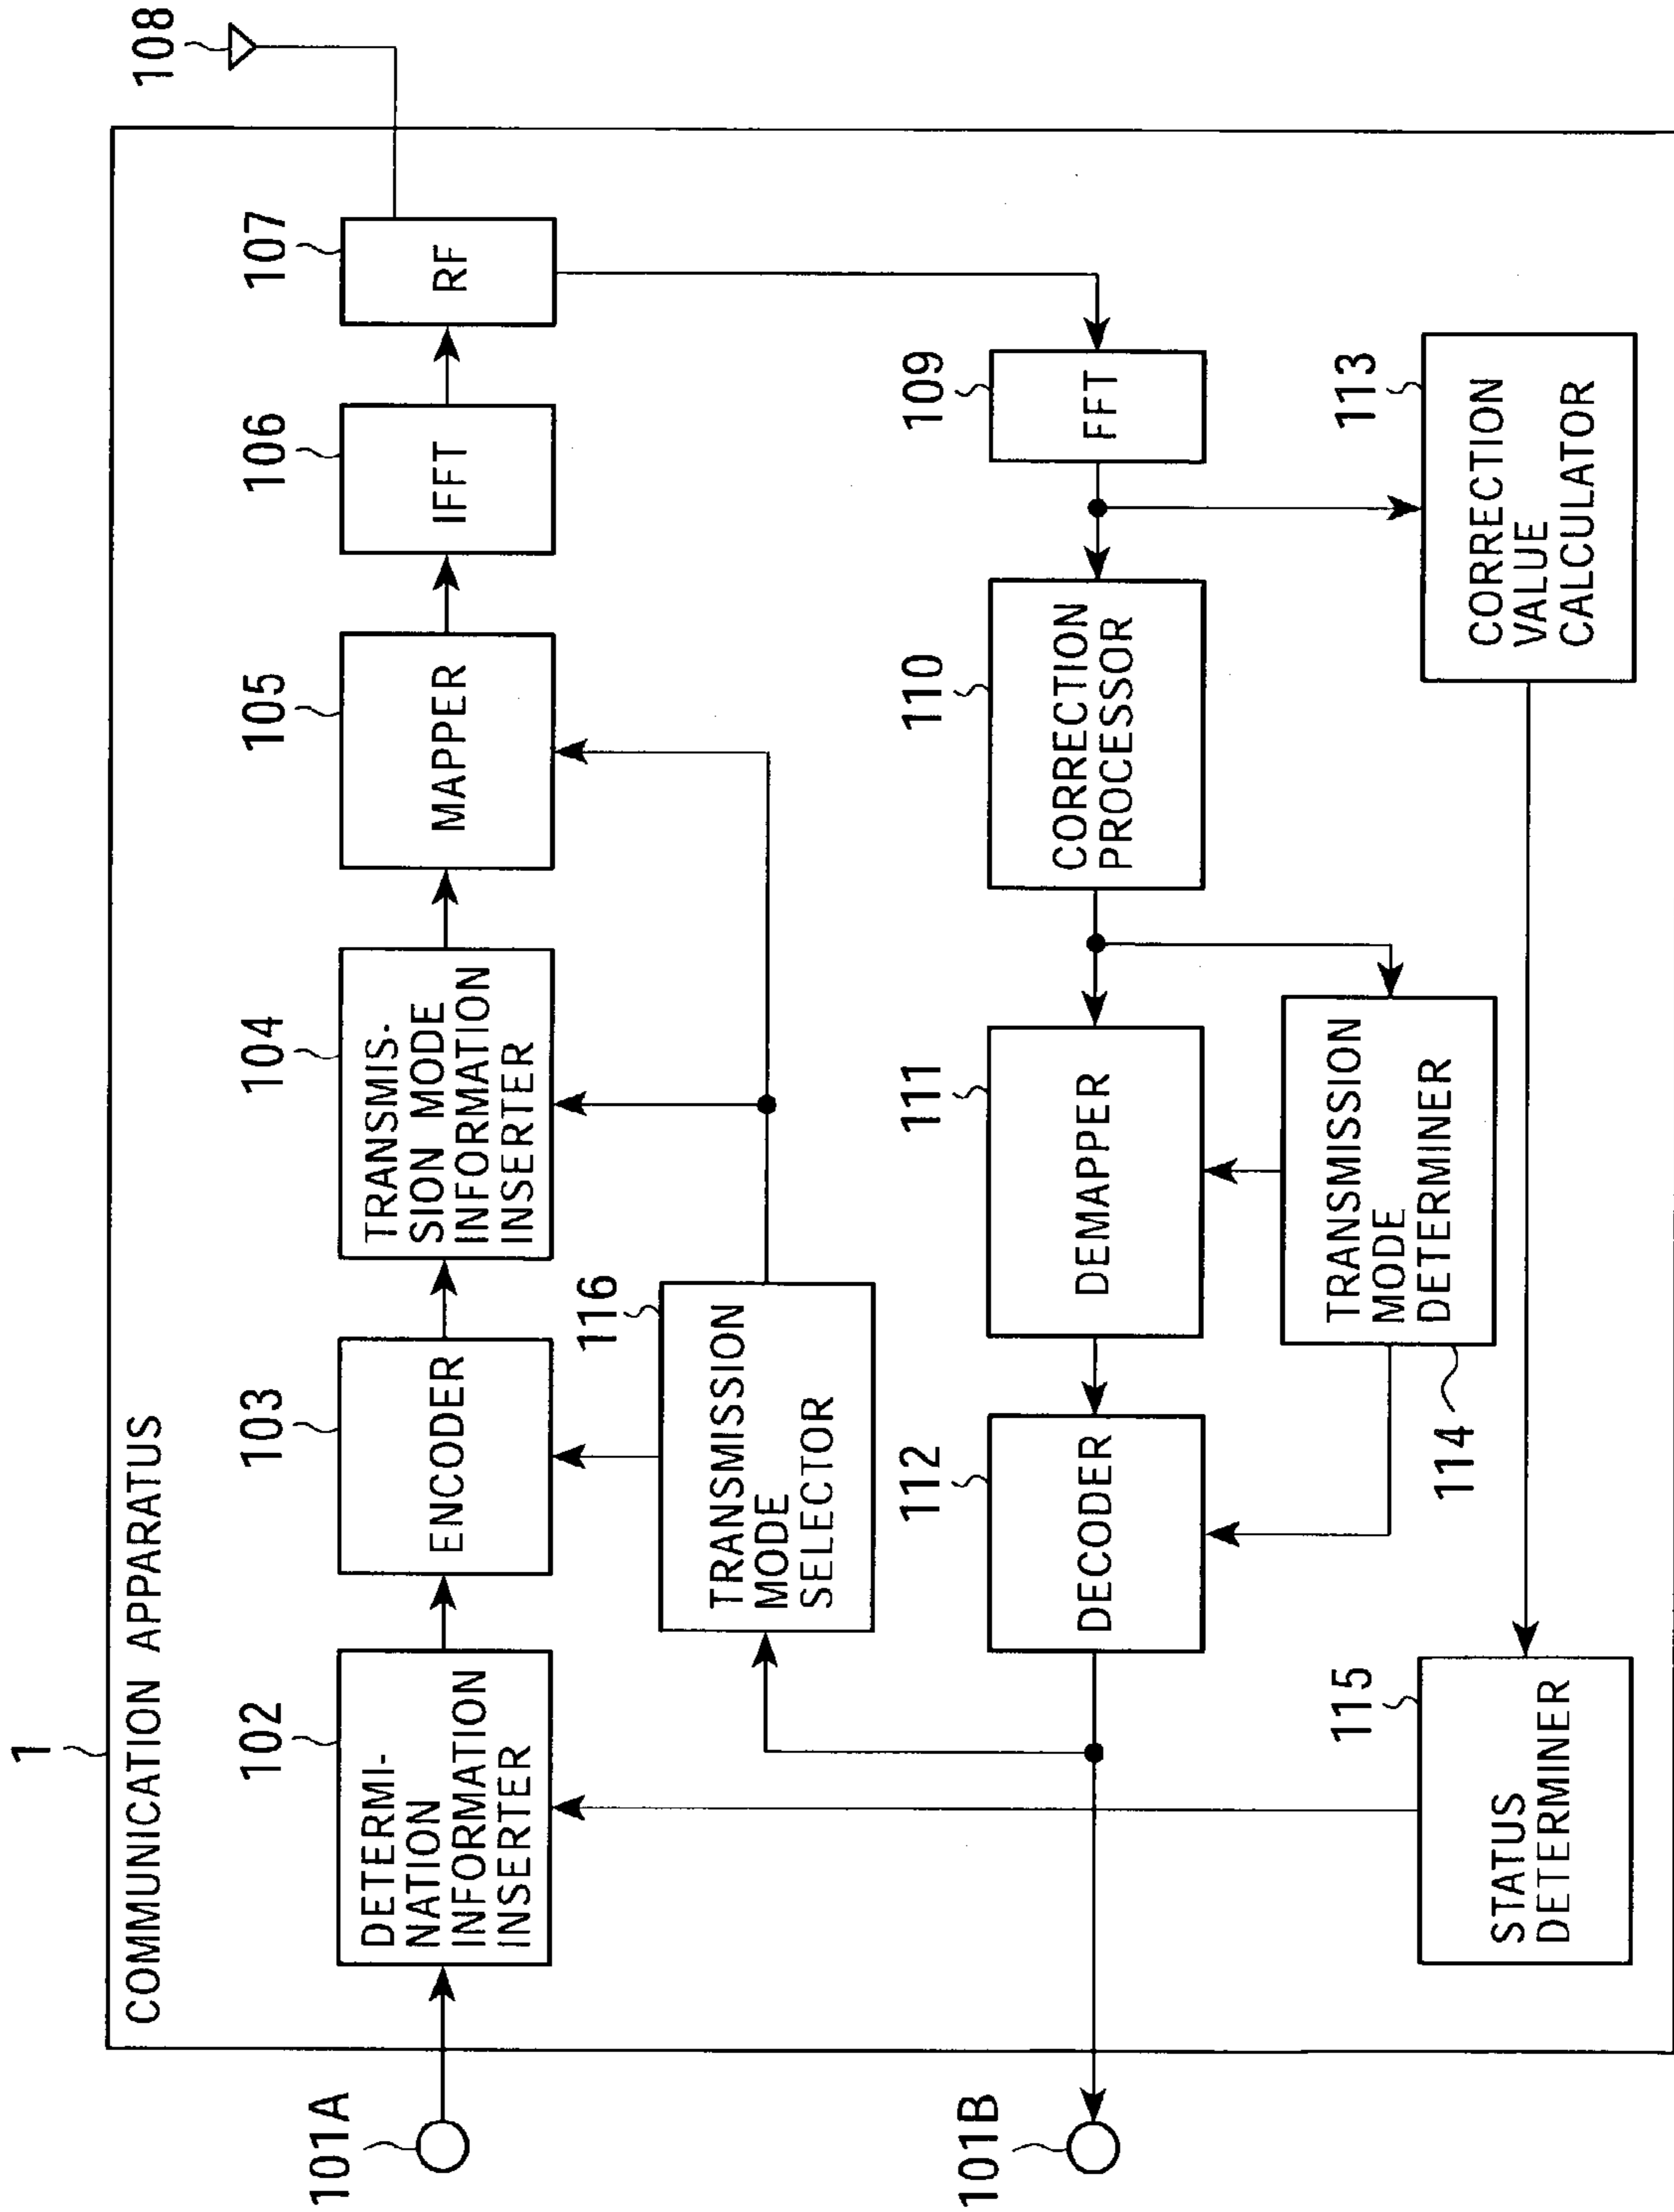 1
COMMUNICATION APPARATUS
101A
102
DETERMI-
NATION
INFORMATION
INSERTER
103
ENCODER
104
TRANSMIS-
SION MODE
INFORMATION
INSERTER
105
MAPPER
106
IFFT
107
RF
108
116
TRANSMISSION
MODE
SELECTOR
101B
112
DECODER
111
DEMAPPER
110
CORRECTION
PROCESSOR
109
FFT
114
TRANSMISSION
MODE
DETERMINER
115
STATUS
DETERMINER
113
CORRECTION
VALUE
CALCULATOR